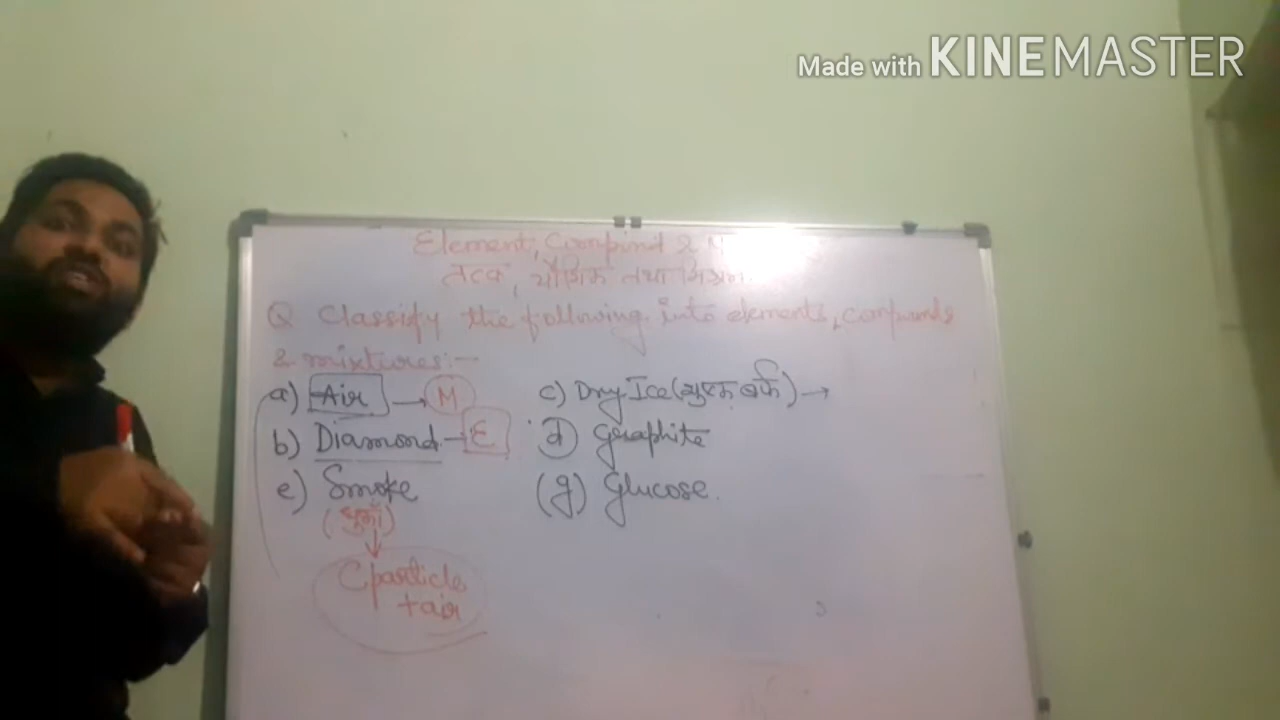 Made with KINEMASTER
Element, Compind &
तत्व, यौगिक तथा मिश्रण
Q Classify the following into elements, compounds
& mixtures:-
a) Air → M
c) Dry Ice (शुष्क बर्फ) →
b) Diamond → E
d) Graphite
e) Smoke
(g) Glucose.
(धुआँ)
↓
C particle
+ air